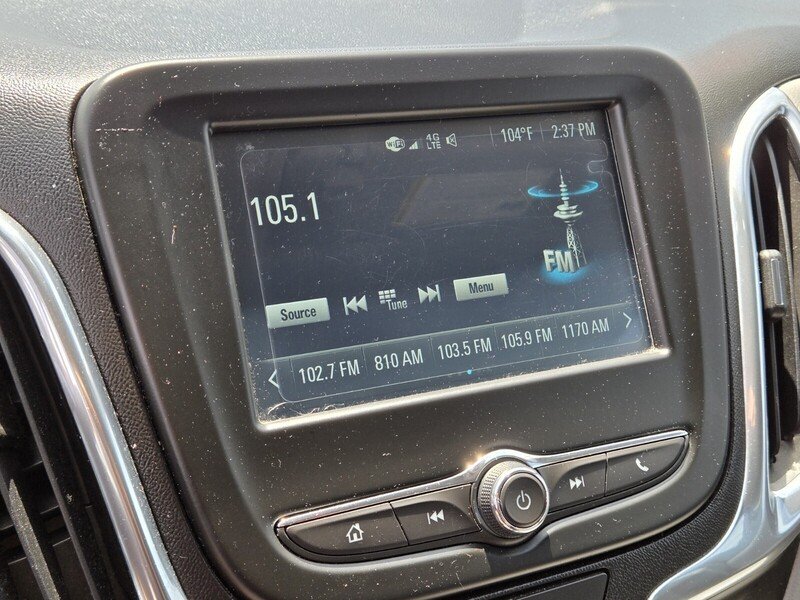 WiFi 4G LTE 104°F 2:37 PM
105.1
FM
Source Tune Menu
102.7 FM 810 AM 103.5 FM 105.9 FM 1170 AM